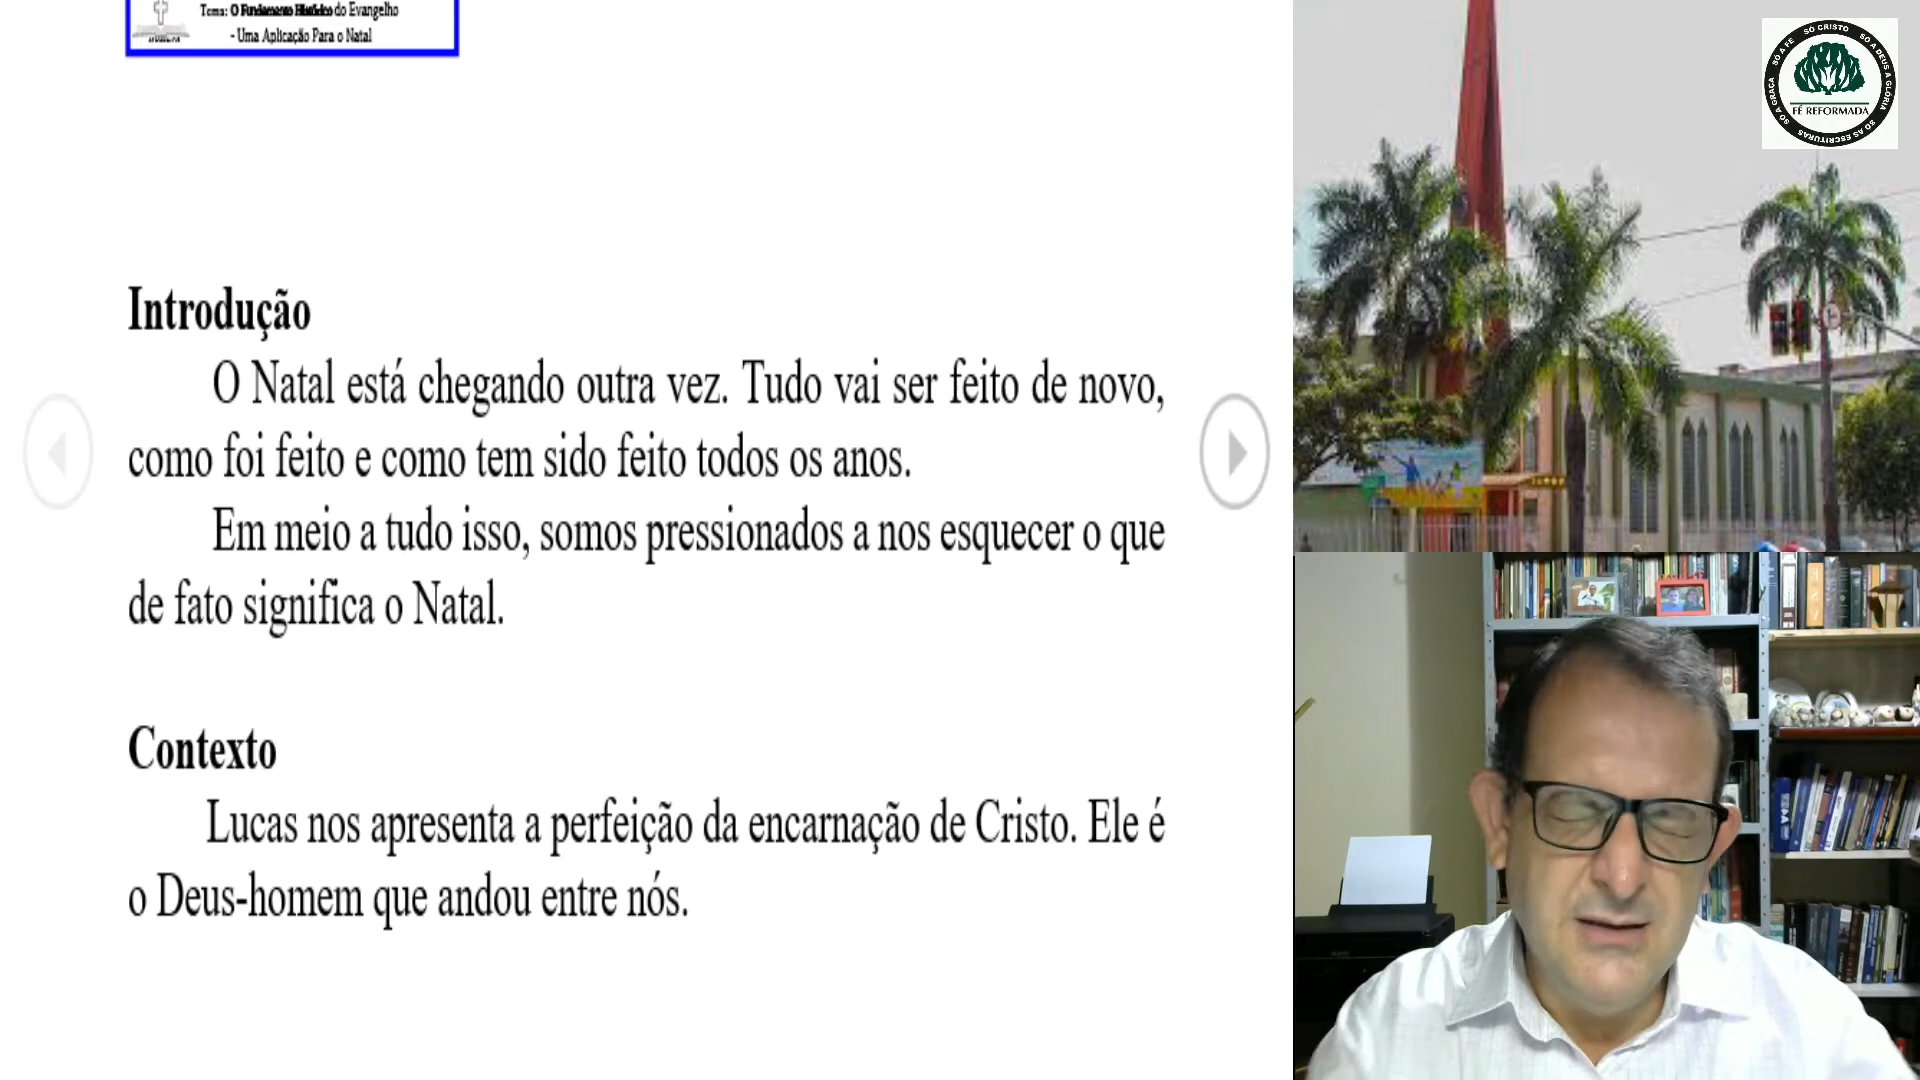 Tema: O Fundamento Histórico do Evangelho
- Uma Aplicação Para o Natal
Introdução
O Natal está chegando outra vez. Tudo vai ser feito de novo,
como foi feito e como tem sido feito todos os anos.
Em meio a tudo isso, somos pressionados a nos esquecer o que
de fato significa o Natal.
Contexto
Lucas nos apresenta a perfeição da encarnação de Cristo. Ele é
o Deus-homem que andou entre nós.
SÓ A GRAÇA SÓ A FÉ SÓ CRISTO SÓ A DEUS A GLÓRIA SÓ AS ESCRITURAS
FÉ REFORMADA